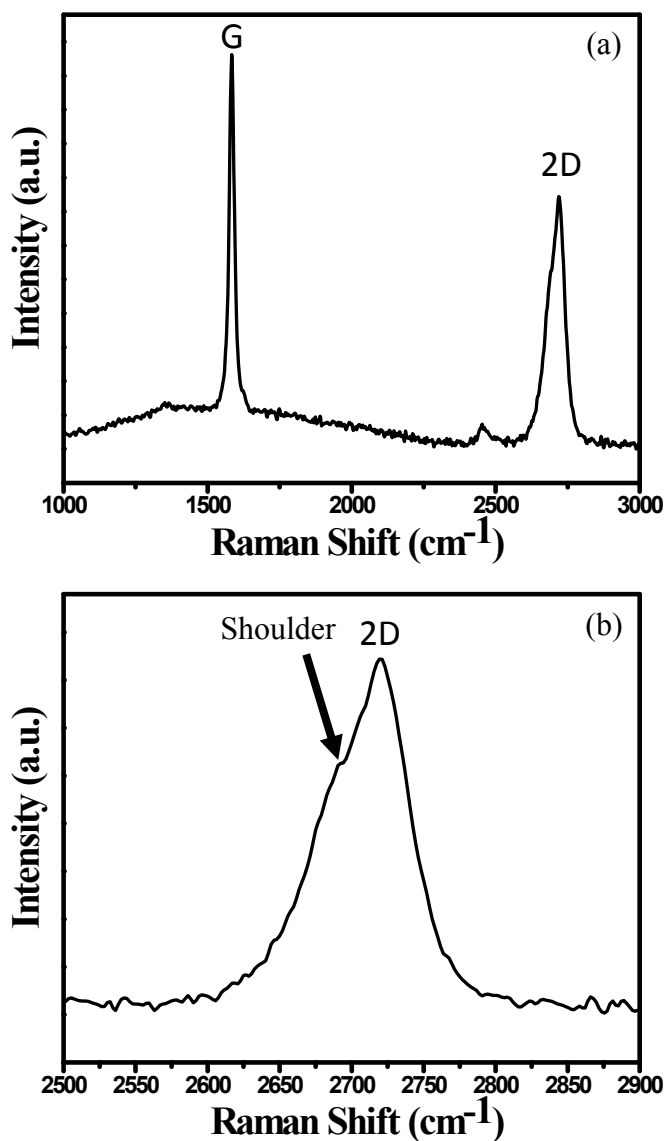 G
(a)
2D
Intensity (a.u.)
1000 1500 2000 2500 3000
Raman Shift (cm-1)
Shoulder 2D (b)
Intensity (a.u.)
2500 2550 2600 2650 2700 2750 2800 2850 2900
Raman Shift (cm-1)